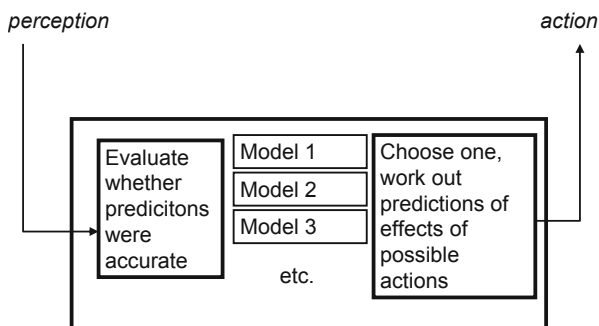 perception
action
Evaluate
whether
predicitons
were
accurate
Model 1
Model 2
Model 3
etc.
Choose one,
work out
predictions of
effects of
possible
actions